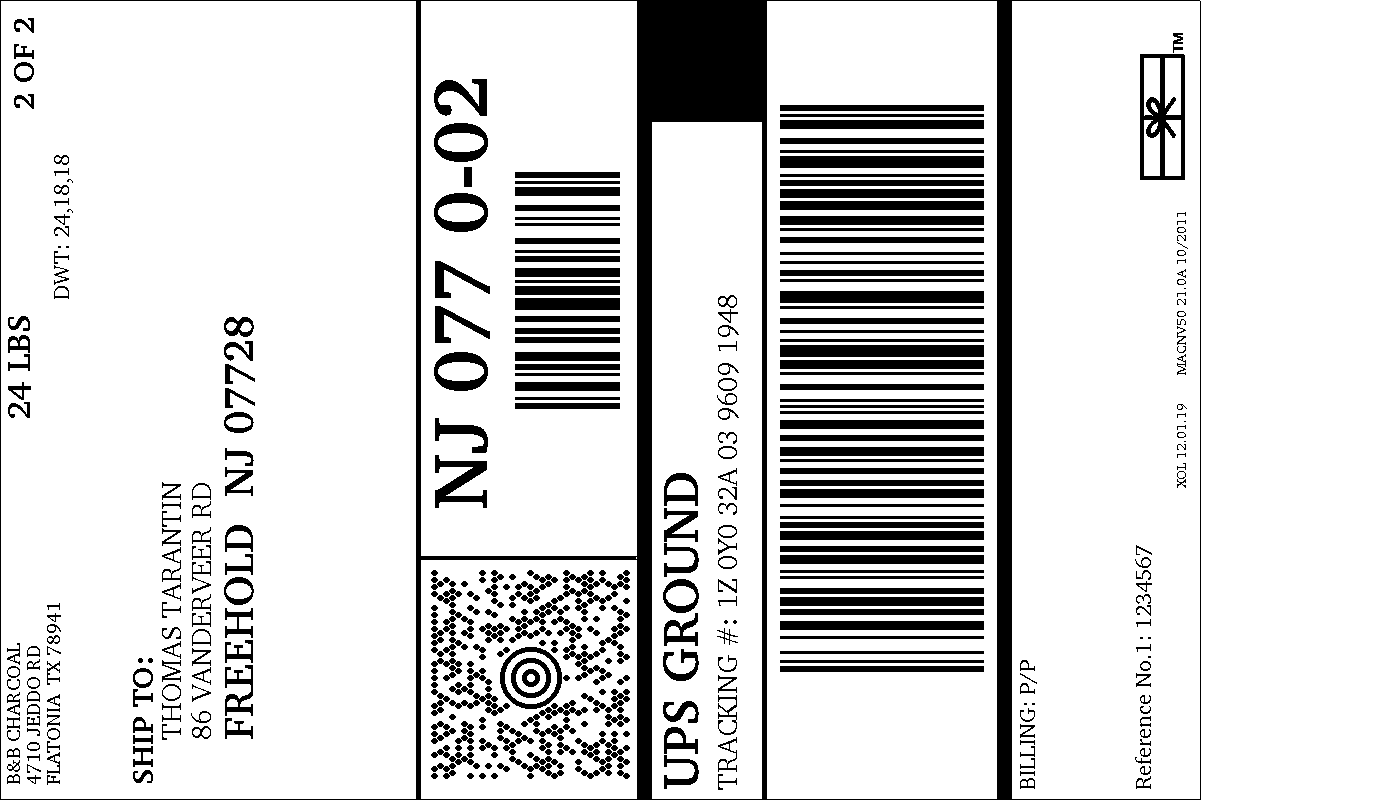 B&B CHARCOAL
4710 JEDDO RD
FLATONIA TX 78941
24 LBS
2 OF 2
DWT: 24,18,18
SHIP TO:
THOMAS TARANTIN
86 VANDERVEER RD
FREEHOLD NJ 07728
NJ 077 0-02
UPS GROUND
TRACKING #: 1Z 0Y0 32A 03 9609 1948
BILLING: P/P
Reference No.1: 1234567
XOL 12.01.19 MACNV50 21.0A 10/2011
TM